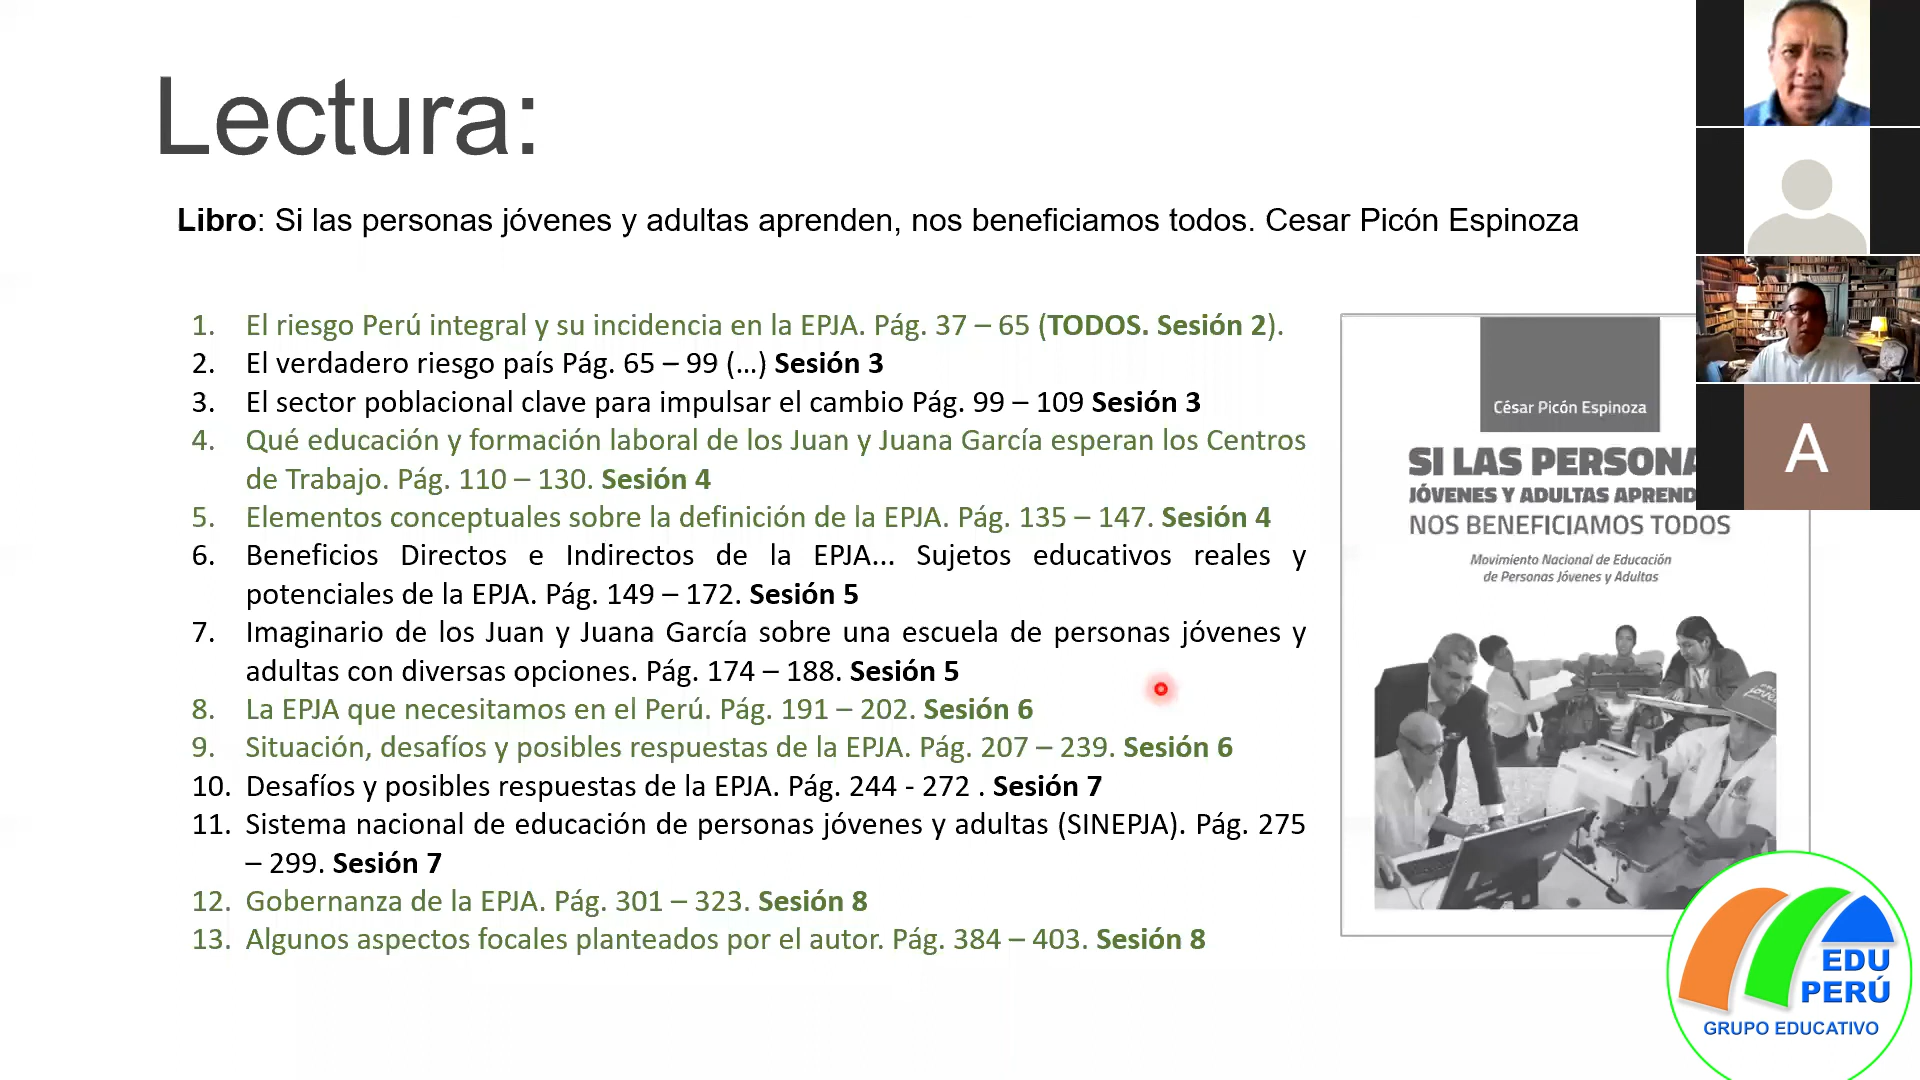 Lectura:
Libro: Si las personas jóvenes y adultas aprenden, nos beneficiamos todos. Cesar Picón Espinoza
1. El riesgo Perú integral y su incidencia en la EPJA. Pág. 37 – 65 (TODOS. Sesión 2).
2. El verdadero riesgo país Pág. 65 – 99 (…) Sesión 3
3. El sector poblacional clave para impulsar el cambio Pág. 99 – 109 Sesión 3
4. Qué educación y formación laboral de los Juan y Juana García esperan los Centros
de Trabajo. Pág. 110 – 130. Sesión 4
5. Elementos conceptuales sobre la definición de la EPJA. Pág. 135 – 147. Sesión 4
6. Beneficios Directos e Indirectos de la EPJA... Sujetos educativos reales y
potenciales de la EPJA. Pág. 149 – 172. Sesión 5
7. Imaginario de los Juan y Juana García sobre una escuela de personas jóvenes y
adultas con diversas opciones. Pág. 174 – 188. Sesión 5
8. La EPJA que necesitamos en el Perú. Pág. 191 – 202. Sesión 6
9. Situación, desafíos y posibles respuestas de la EPJA. Pág. 207 – 239. Sesión 6
10. Desafíos y posibles respuestas de la EPJA. Pág. 244 - 272 . Sesión 7
11. Sistema nacional de educación de personas jóvenes y adultas (SINEPJA). Pág. 275
– 299. Sesión 7
12. Gobernanza de la EPJA. Pág. 301 – 323. Sesión 8
13. Algunos aspectos focales planteados por el autor. Pág. 384 – 403. Sesión 8
César Picón Espinoza
SI LAS PERSONA
JÓVENES Y ADULTAS APREND
NOS BENEFICIAMOS TODOS
Movimiento Nacional de Educación
de Personas Jóvenes y Adultas
A
EDU
PERÚ
GRUPO EDUCATIVO